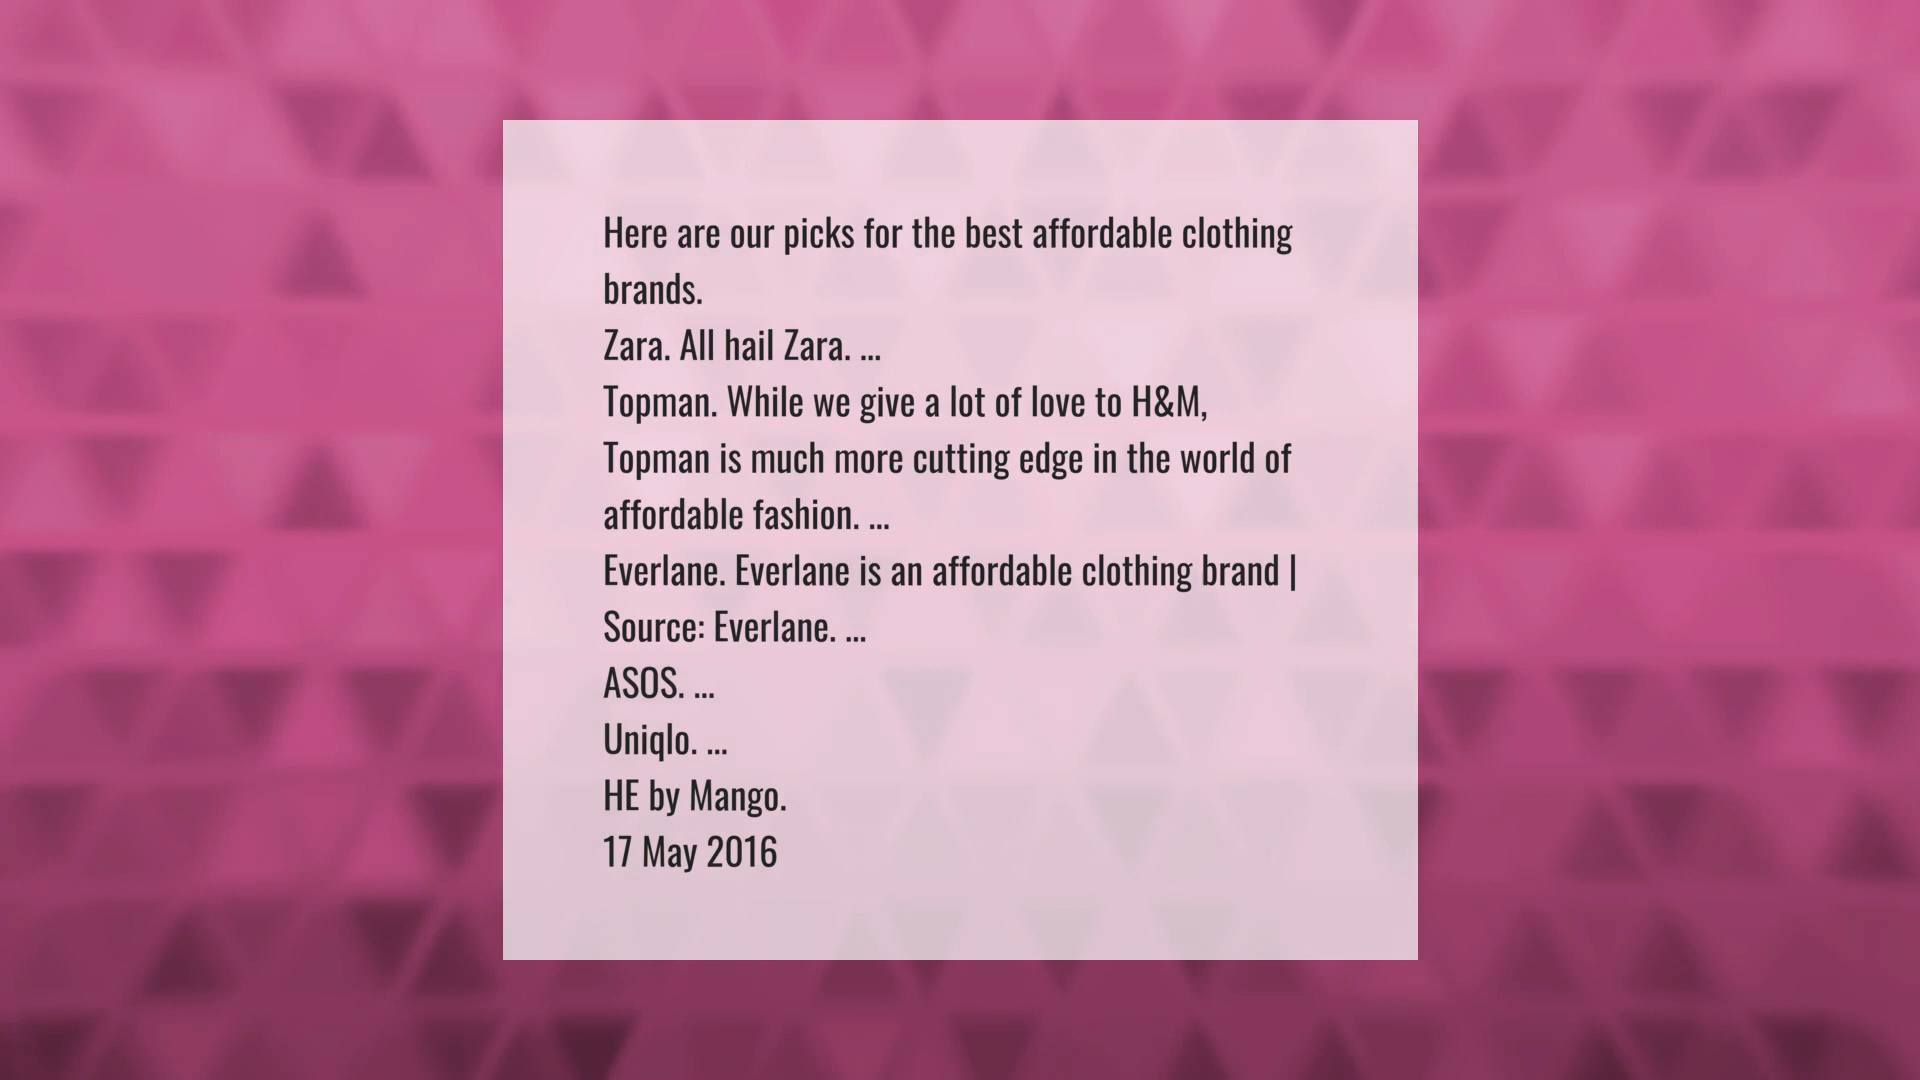 Here are our picks for the best affordable clothing
brands.
Zara. All hail Zara. ...
Topman. While we give a lot of love to H&M,
Topman is much more cutting edge in the world of
affordable fashion. ...
Everlane. Everlane is an affordable clothing brand |
Source: Everlane. ...
ASOS. ...
Uniqlo. ...
HE by Mango.
17 May 2016